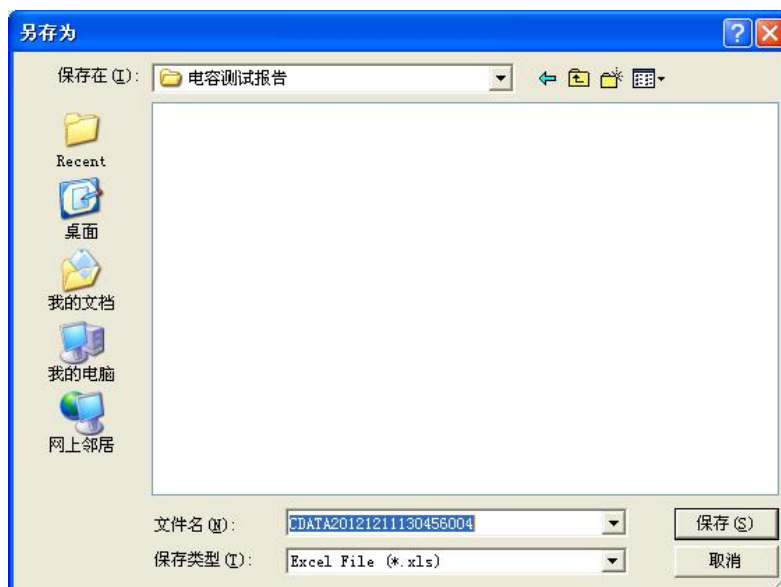 另存为
保存在(I):
电容测试报告
Recent
桌面
我的文档
我的电脑
网上邻居
文件名(N):
CDATA20121211130456004
保存(S)
保存类型(T):
Excel File (*.xls)
取消